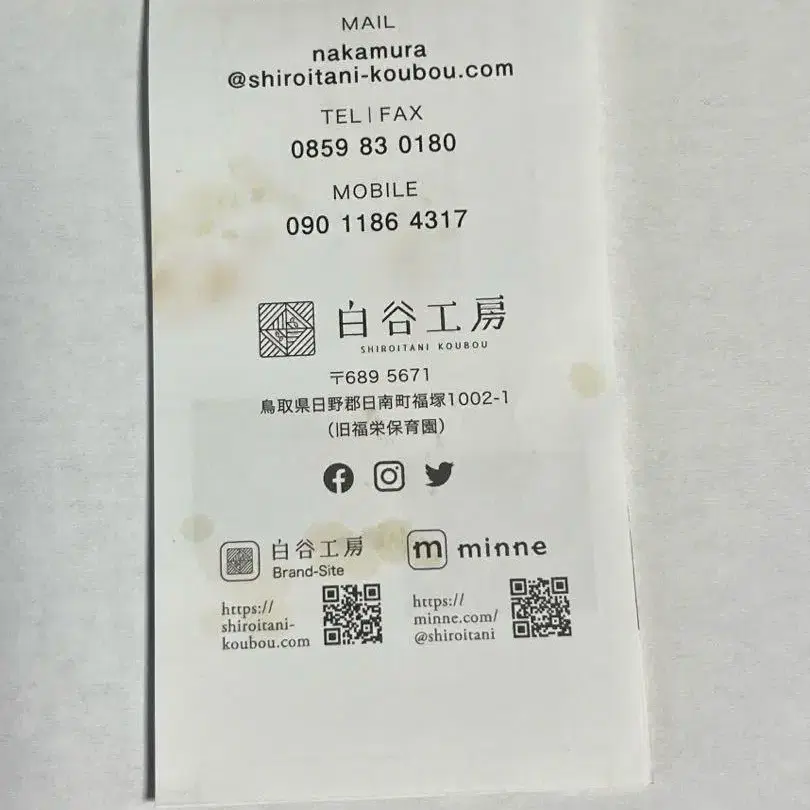 MAIL
nakamura
@shiroitani-koubou.com
TEL|FAX
0859 83 0180
MOBILE
090 1186 4317
白谷工房
SHIROITANI KOUBOU
〒689 5671
鳥取県日野郡日南町福塚1002-1
（旧福栄保育園）
白谷工房
Brand-Site
https://
shiroitani-
koubou.com
m minne
https://
minne.com/
@shiroitani